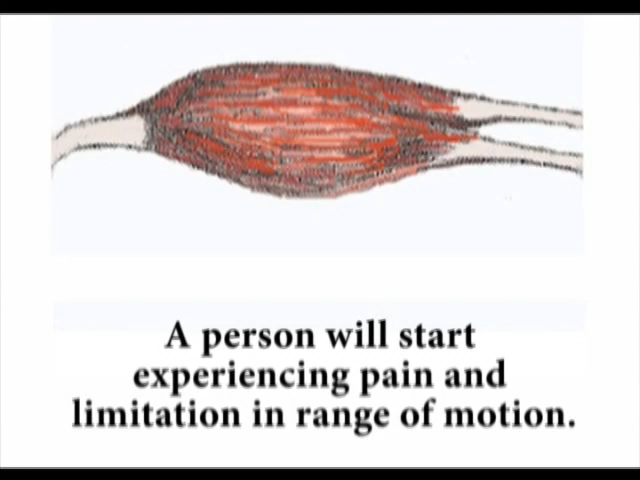 A person will start
experiencing pain and
limitation in range of motion.